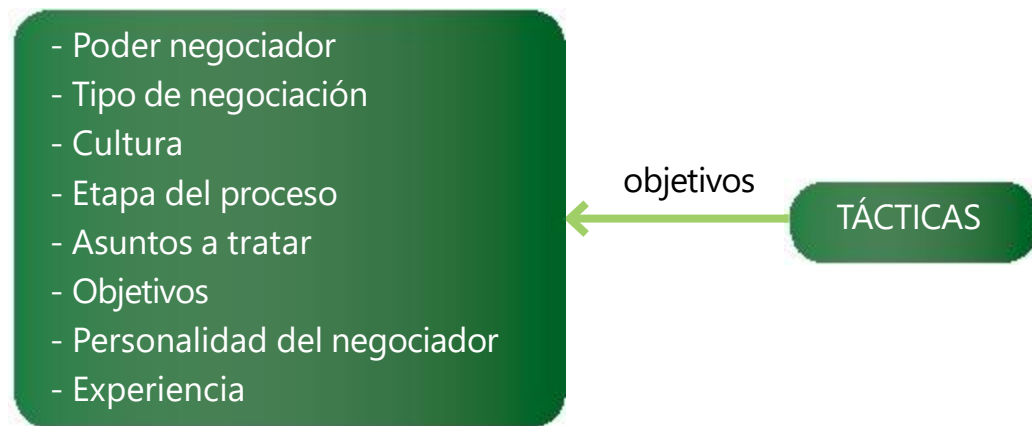 - Poder negociador
- Tipo de negociación
- Cultura
- Etapa del proceso
- Asuntos a tratar
- Objetivos
- Personalidad del negociador
- Experiencia
objetivos
TÁCTICAS